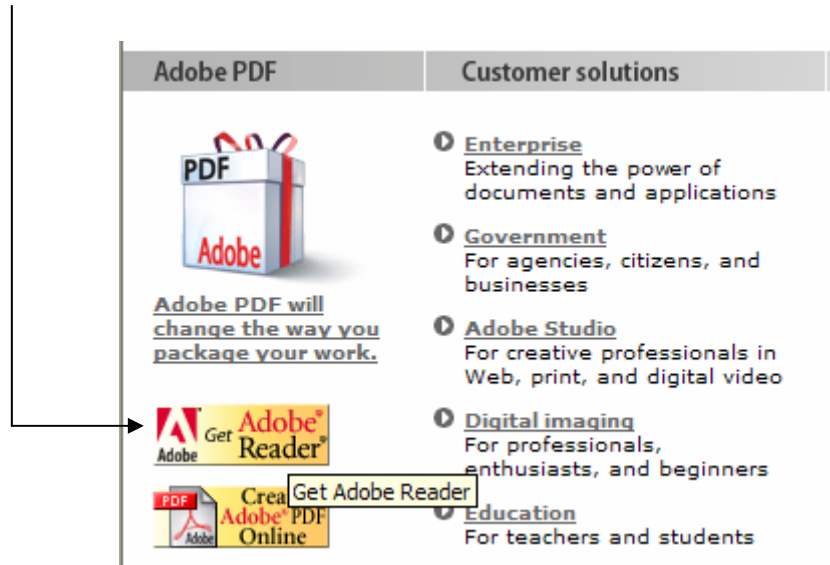 Adobe PDF
PDF
Adobe
Adobe PDF will
change the way you
package your work.
Adobe
Get Adobe®
Reader®
PDF
Adobe
Adobe® PDF
Online
Get Adobe Reader
Customer solutions
Enterprise
Extending the power of
documents and applications
Government
For agencies, citizens, and
businesses
Adobe Studio
For creative professionals in
Web, print, and digital video
Digital imaging
For professionals,
enthusiasts, and beginners
Education
For teachers and students